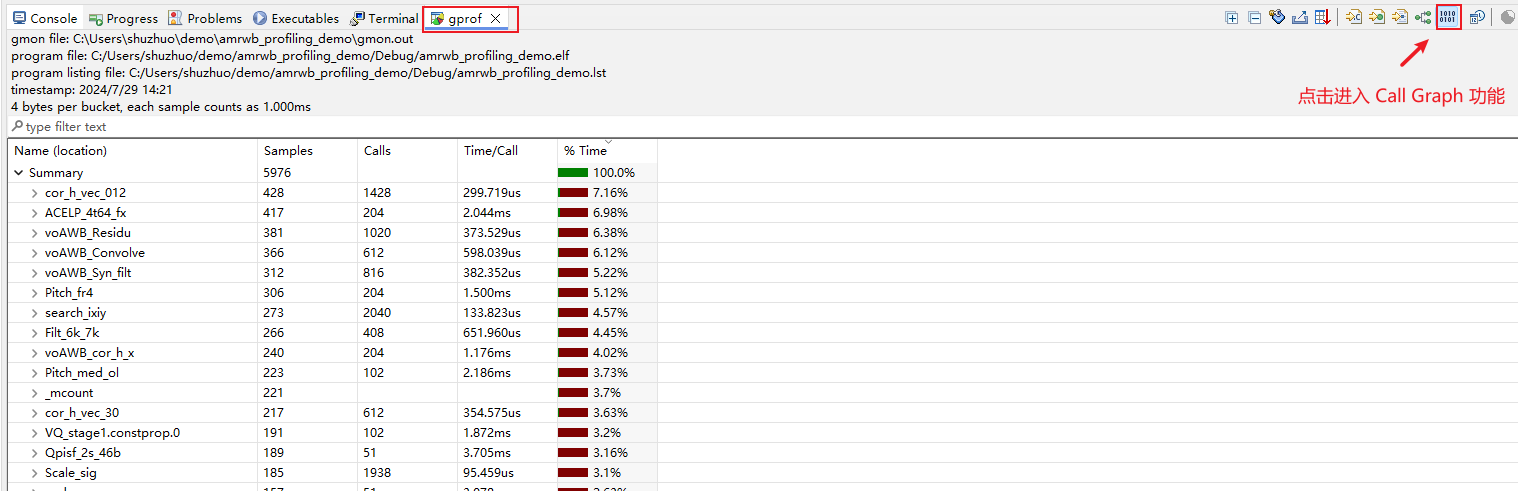 Console Progress Problems Executables Terminal gprof
gmon file: C:\Users\shuzhuo\demo\amrwb_profiling_demo\gmon.out
program file: C:/Users/shuzhuo/demo/amrwb_profiling_demo/Debug/amrwb_profiling_demo.elf
program listing file: C:/Users/shuzhuo/demo/amrwb_profiling_demo/Debug/amrwb_profiling_demo.lst
timestamp: 2024/7/29 14:21
4 bytes per bucket, each sample counts as 1.000ms
点击进入 Call Graph 功能
type filter text
Name (location) Samples Calls Time/Call % Time
Summary 5976 100.0%
cor_h_vec_012 428 1428 299.719us 7.16%
ACELP_4t64_fx 417 204 2.044ms 6.98%
voAWB_Residu 381 1020 373.529us 6.38%
voAWB_Convolve 366 612 598.039us 6.12%
voAWB_Syn_filt 312 816 382.352us 5.22%
Pitch_fr4 306 204 1.500ms 5.12%
search_ixiy 273 2040 133.823us 4.57%
Filt_6k_7k 266 408 651.960us 4.45%
voAWB_cor_h_x 240 204 1.176ms 4.02%
Pitch_med_ol 223 102 2.186ms 3.73%
_mcount 221 3.7%
cor_h_vec_30 217 612 354.575us 3.63%
VQ_stage1.constprop.0 191 102 1.872ms 3.2%
Qpisf_2s_46b 189 51 3.705ms 3.16%
Scale_sig 185 1938 95.459us 3.1%